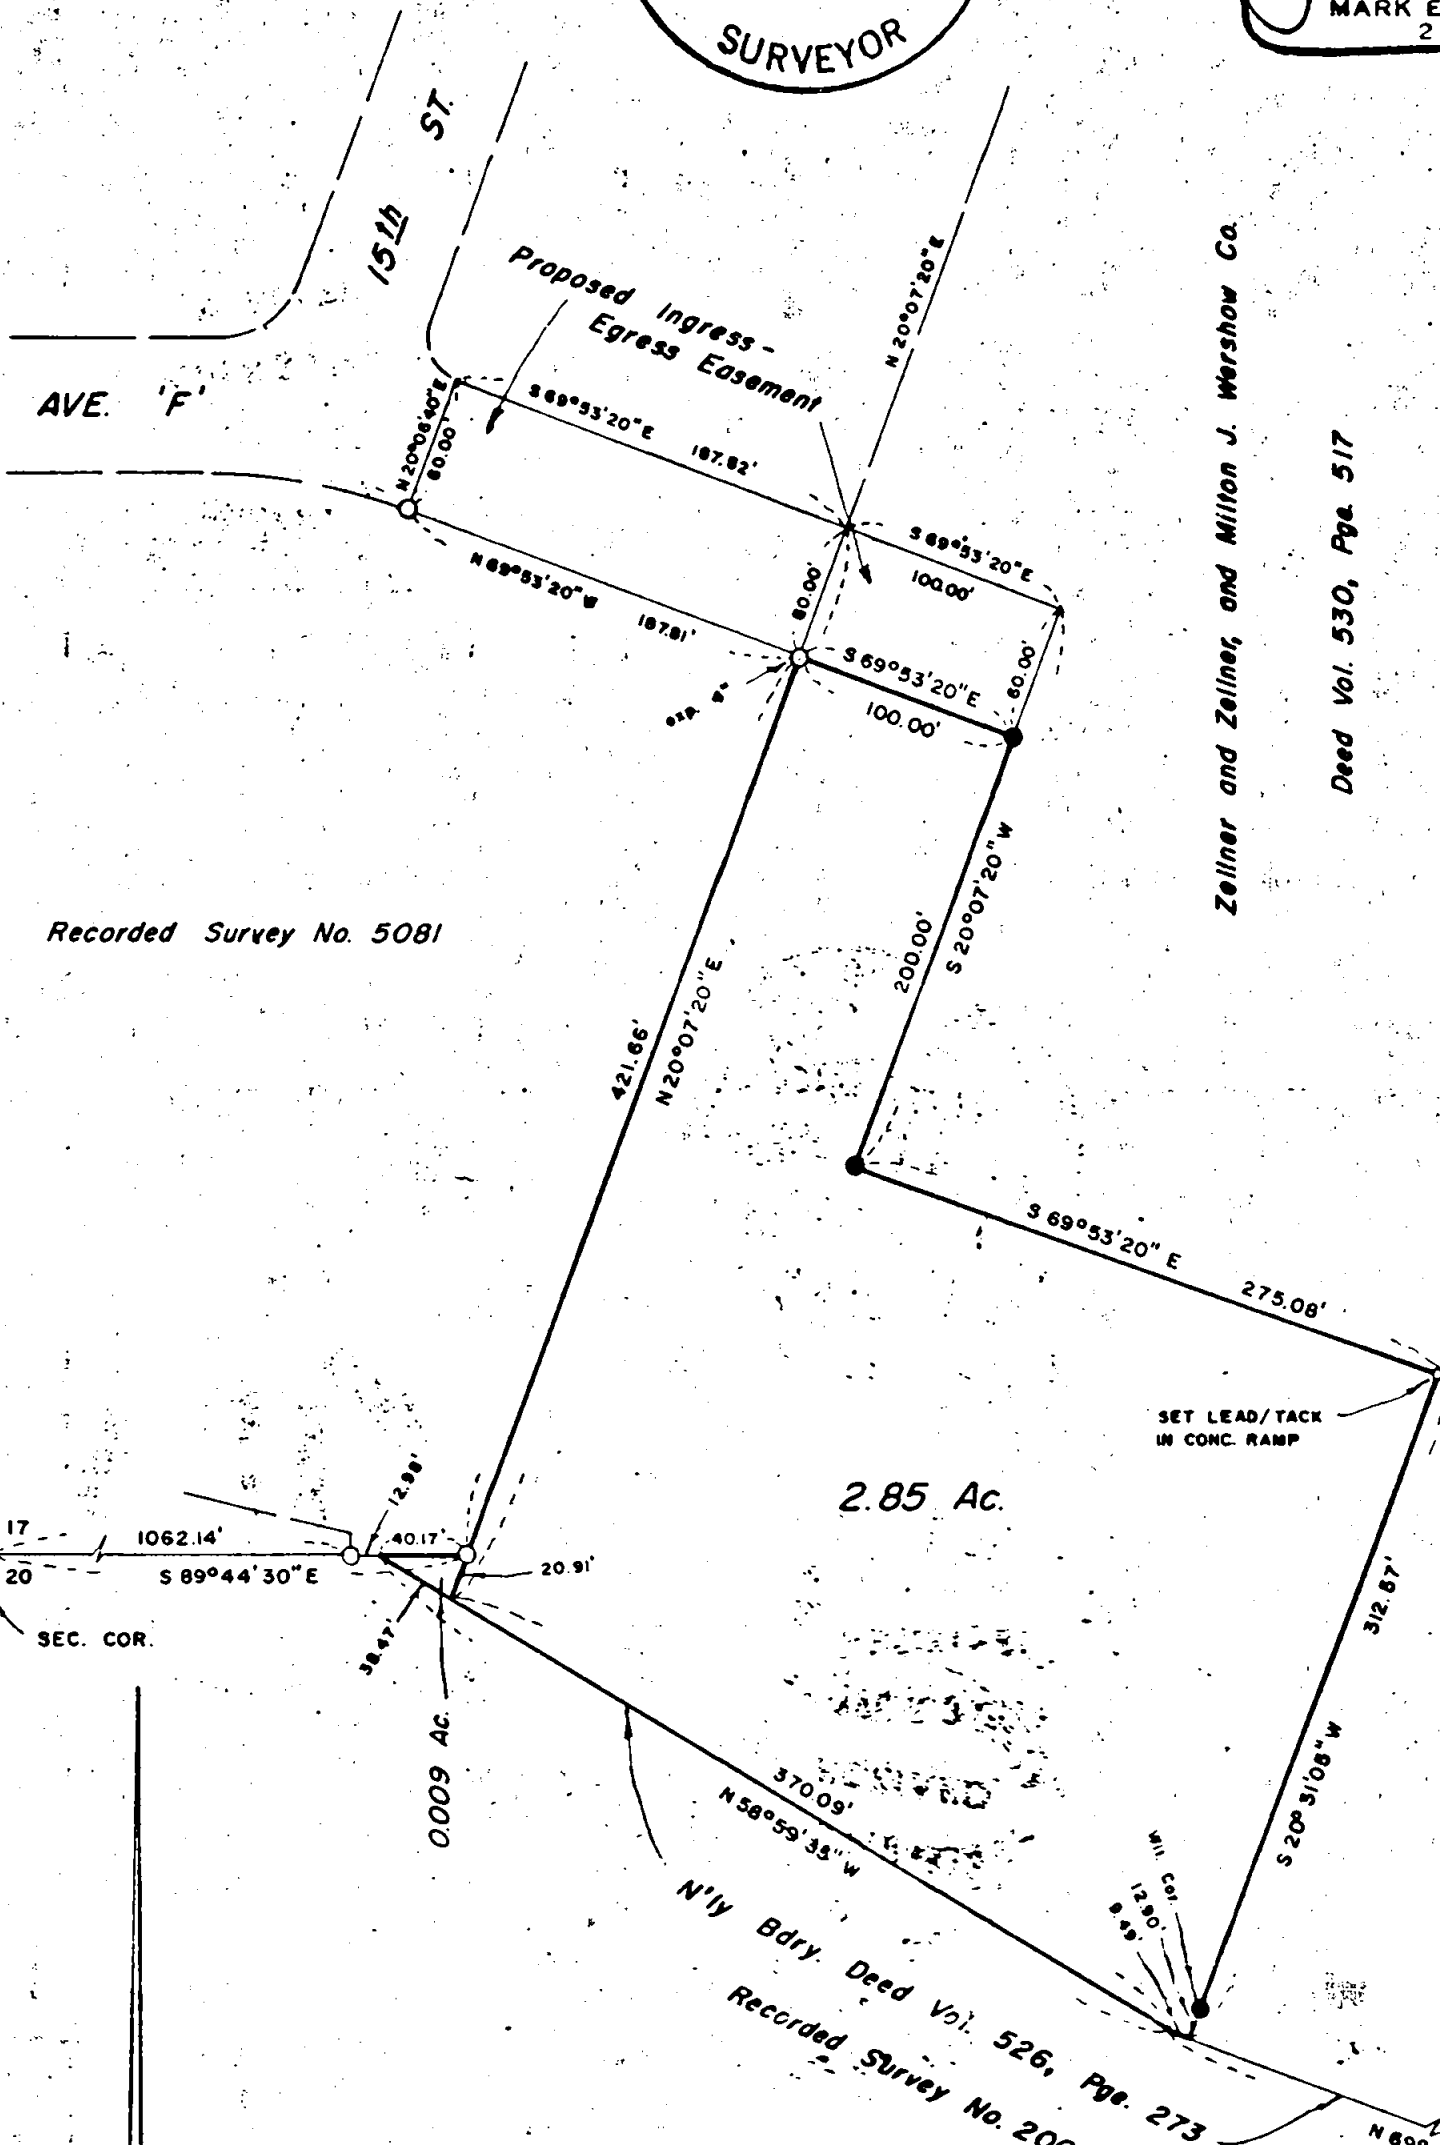 SURVEYOR
MARK E
2
15th ST.
AVE. 'F'
Proposed Ingress -
Egress Easement
N 20°07'20" E
N 20°06'40" E
60.00'
S 69°53'20" E
N 69°53'20" W
S 69°53'20" E
100.00'
60.00'
S 69°53'20" E
100.00'
60.00'
exp.
Zellner and Zellner, and Milton J. Wershow Co.
Deed Vol. 530, Pge. 517
Recorded Survey No. 5081
200.00'
S 20°07'20" W
421.66'
N 20°07'20" E
S 69°53'20" E
275.08'
SET LEAD/TACK
IN CONC. RAMP
2.85 Ac.
17
20
1062.14'
S 89°44'30" E
SEC. COR.
12.98'
40.17'
20.91'
38.47'
0.009 Ac.
370.09'
N 58°59'35" W
312.57'
S 20°31'08" W
Wit. Cor.
12.90'
9.49'
N'ly Bdry. Deed Vol. 526, Pge. 273
Recorded Survey No.